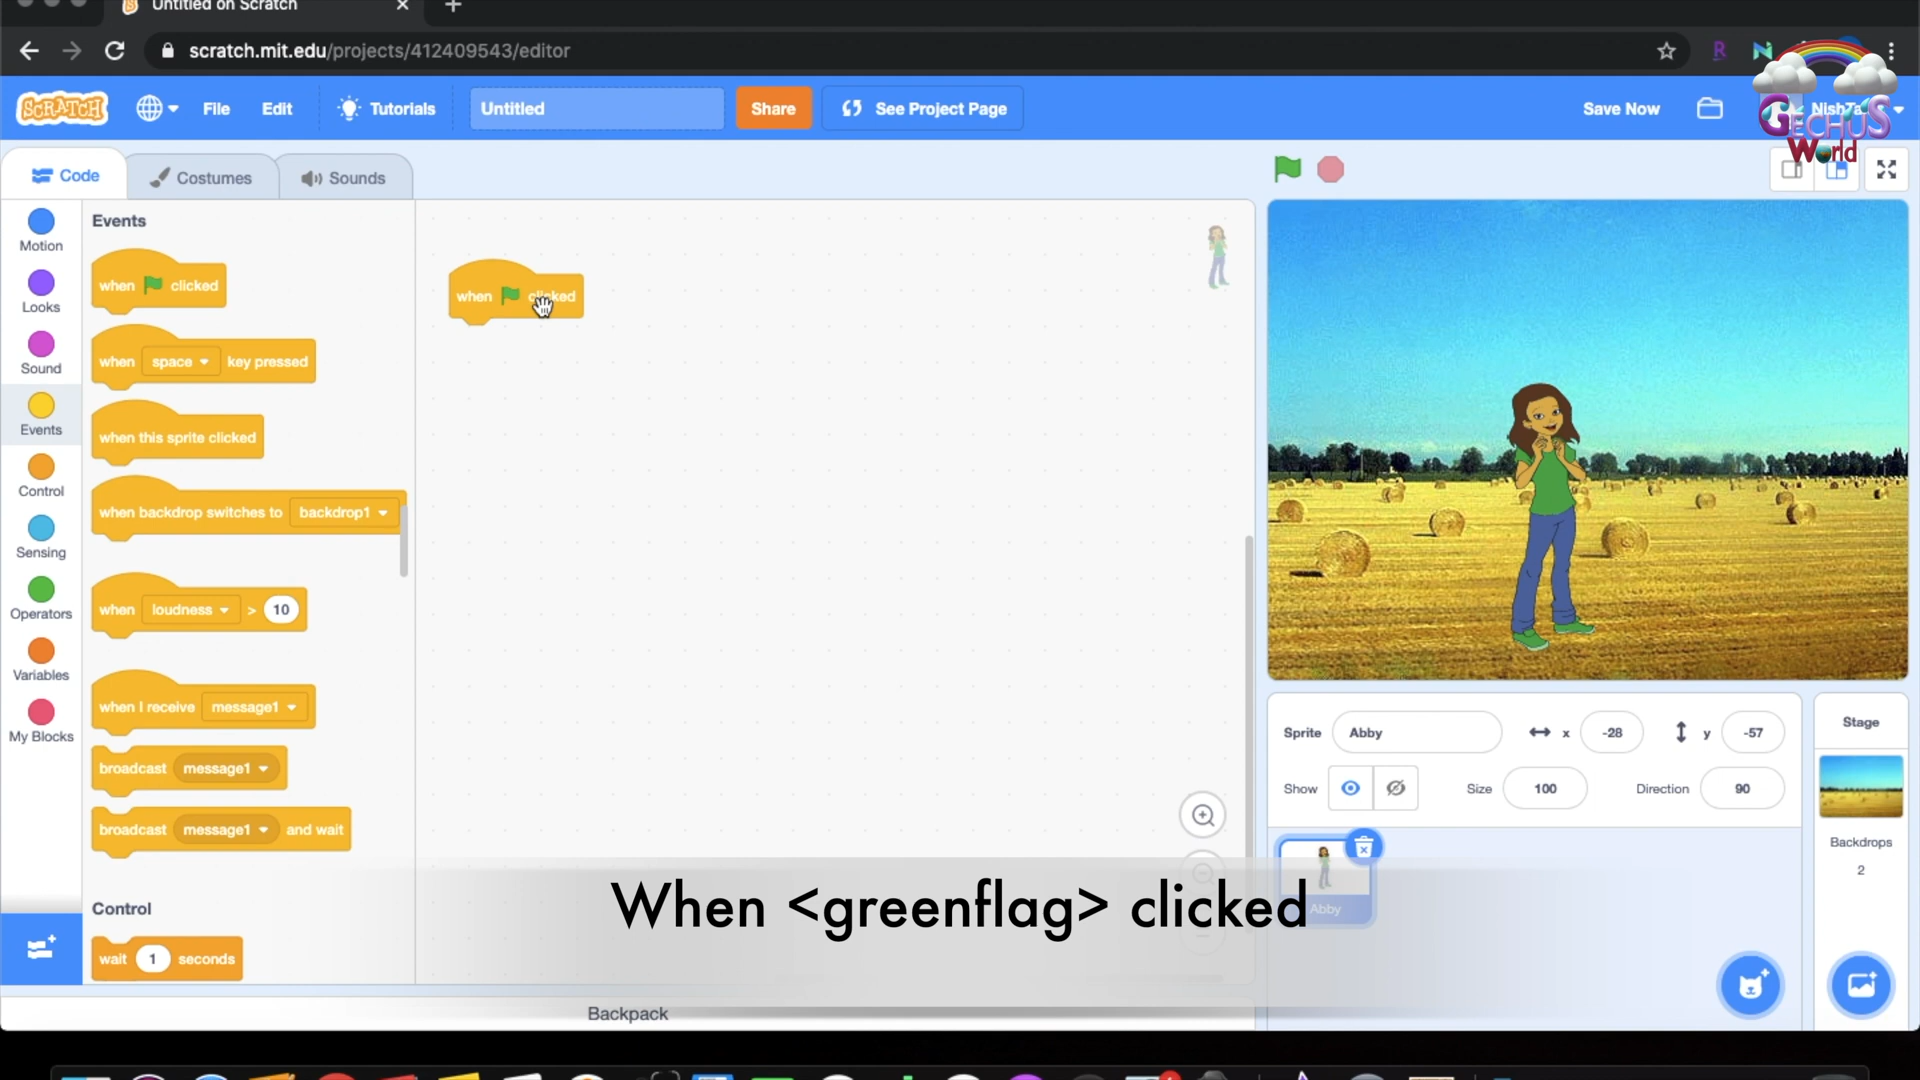 Untitled on Scratch
scratch.mit.edu/projects/412409543/editor
SCRATCH
File
Edit
Tutorials
Untitled
Share
See Project Page
Save Now
GECHUS
World
Code
Costumes
Sounds
Motion
Looks
Sound
Events
Control
Sensing
Operators
Variables
My Blocks
Events
when clicked
when space key pressed
when this sprite clicked
when backdrop switches to backdrop1
when loudness > 10
when I receive message1
broadcast message1
broadcast message1 and wait
Control
wait 1 seconds
when clicked
Sprite Abby x -28 y -57
Show Size 100 Direction 90
Abby
Stage
Backdrops
2
When <greenflag> clicked
Backpack